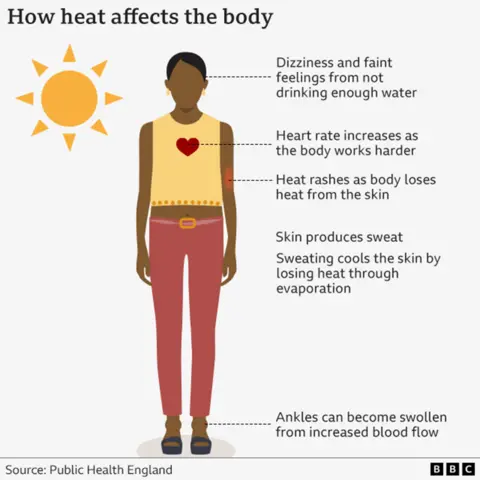 How heat affects the body
Dizziness and faint
feelings from not
drinking enough water
Heart rate increases as
the body works harder
Heat rashes as body loses
heat from the skin
Skin produces sweat
Sweating cools the skin by
losing heat through
evaporation
Ankles can become swollen
from increased blood flow
Source: Public Health England
BBC